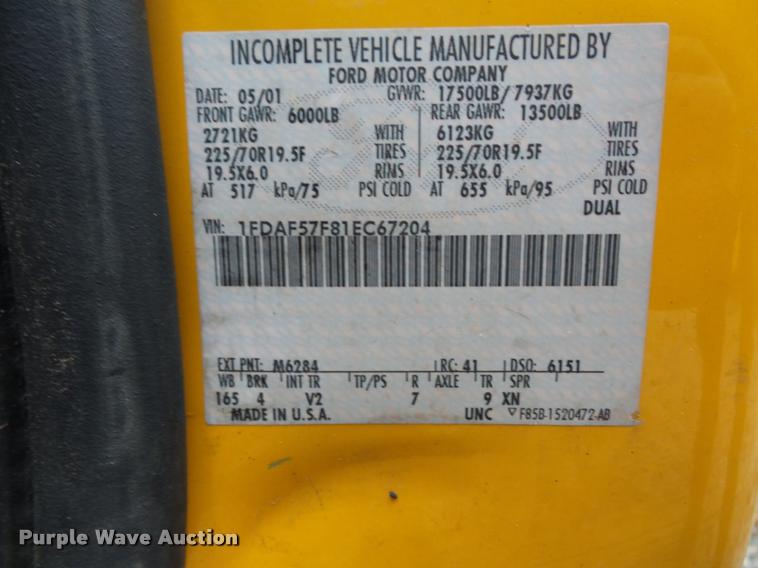 INCOMPLETE VEHICLE MANUFACTURED BY
FORD MOTOR COMPANY
DATE: 05/01 GVWR: 17500LB/ 7937KG
FRONT GAWR: 6000LB REAR GAWR: 13500LB
2721KG WITH 6123KG WITH
225/70R19.5F TIRES 225/70R19.5F TIRES
19.5X6.0 RIMS 19.5X6.0 RIMS
AT 517 kPa/75 PSI COLD AT 655 kPa/95 PSI COLD
DUAL
VIN: 1FDAF57F81EC67204
EXT PNT: M6284 RC: 41 DSO: 6151
WB BRK INT TR TP/PS R AXLE TR SPR
165 4 V2 7 9 XN
MADE IN U.S.A. UNC F85B-1520472-AB
Purple Wave Auction